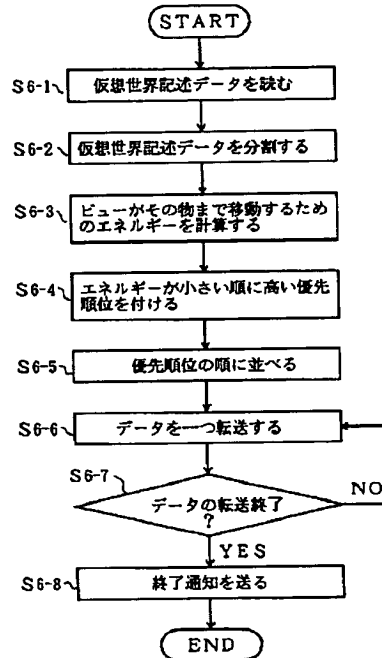 START
S6-1
仮想世界記述データを読む
S6-2
仮想世界記述データを分割する
S6-3
ビューがその物まで移動するため
のエネルギーを計算する
S6-4
エネルギーが小さい順に高い優先
順位を付ける
S6-5
優先順位の順に並べる
S6-6
データを一つ転送する
S6-7
データの転送終了
?
NO
YES
S6-8
終了通知を送る
END